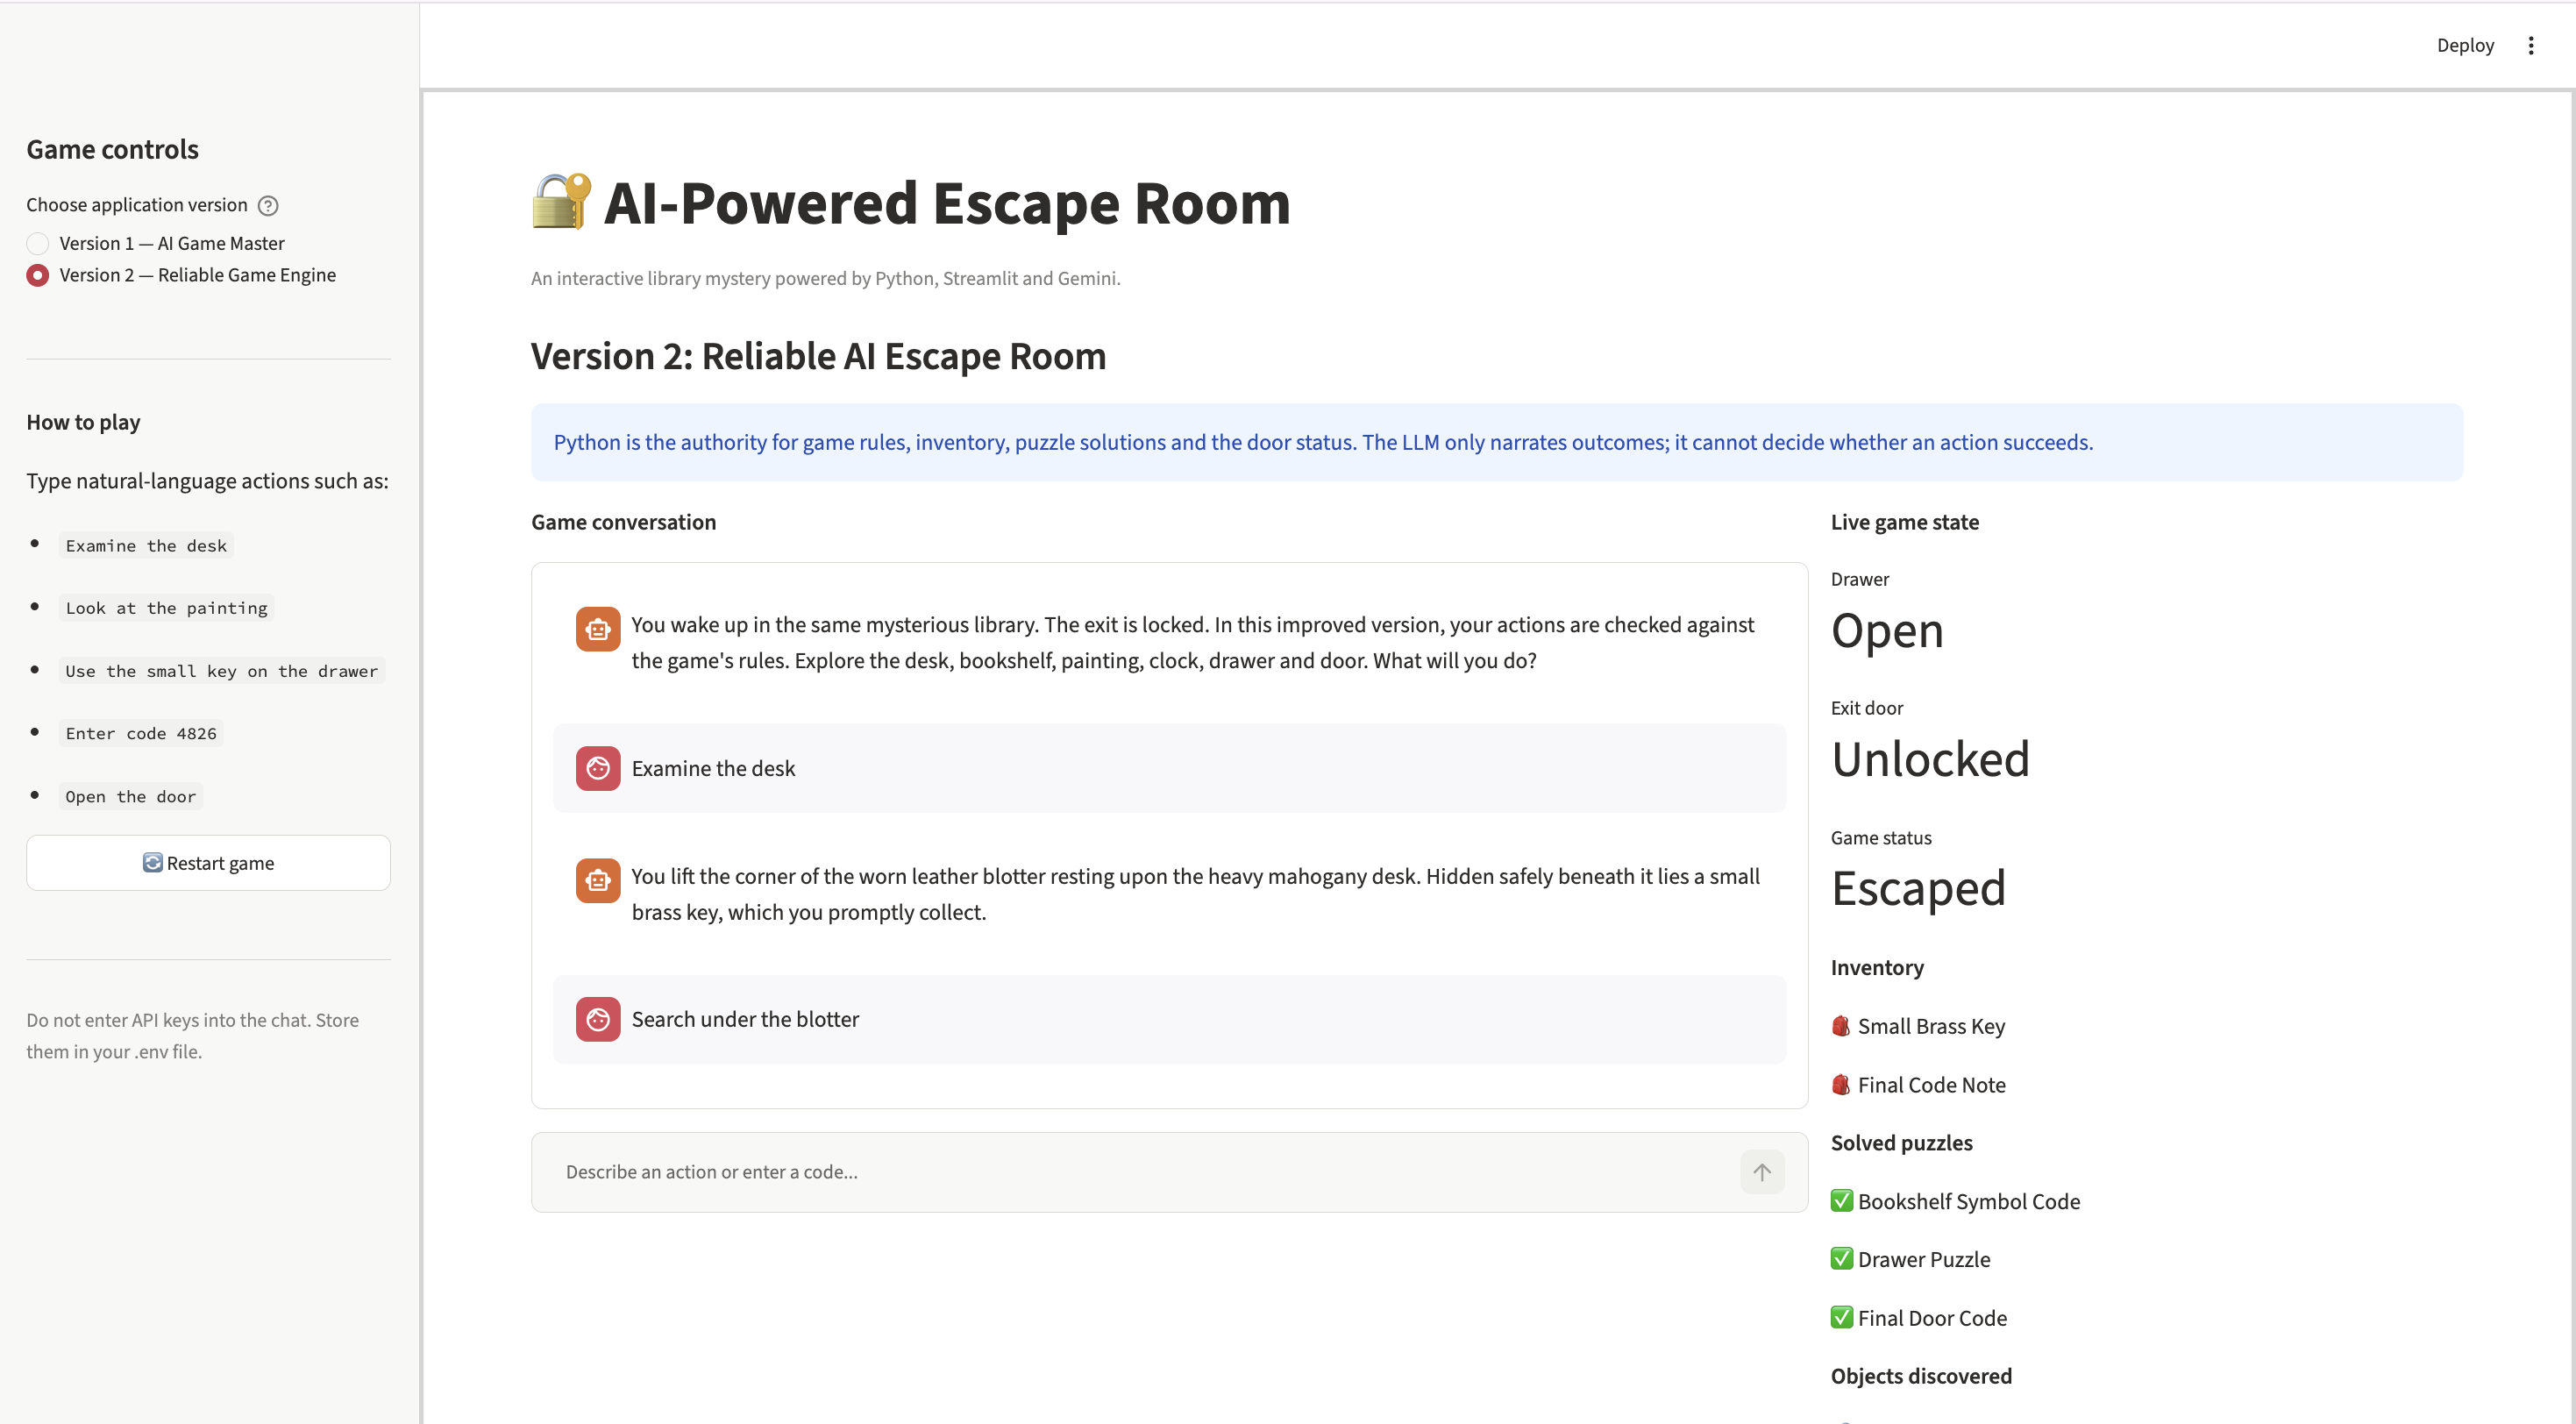 Deploy
Game controls
Choose application version
Version 1 — AI Game Master
Version 2 — Reliable Game Engine
How to play
Type natural-language actions such as:
Examine the desk
Look at the painting
Use the small key on the drawer
Enter code 4826
Open the door
Restart game
Do not enter API keys into the chat. Store
them in your .env file.
AI-Powered Escape Room
An interactive library mystery powered by Python, Streamlit and Gemini.
Version 2: Reliable AI Escape Room
Python is the authority for game rules, inventory, puzzle solutions and the door status. The LLM only narrates outcomes; it cannot decide whether an action succeeds.
Game conversation
You wake up in the same mysterious library. The exit is locked. In this improved version, your actions are checked against
the game's rules. Explore the desk, bookshelf, painting, clock, drawer and door. What will you do?
Examine the desk
You lift the corner of the worn leather blotter resting upon the heavy mahogany desk. Hidden safely beneath it lies a small
brass key, which you promptly collect.
Search under the blotter
Describe an action or enter a code...
Live game state
Drawer
Open
Exit door
Unlocked
Game status
Escaped
Inventory
Small Brass Key
Final Code Note
Solved puzzles
Bookshelf Symbol Code
Drawer Puzzle
Final Door Code
Objects discovered